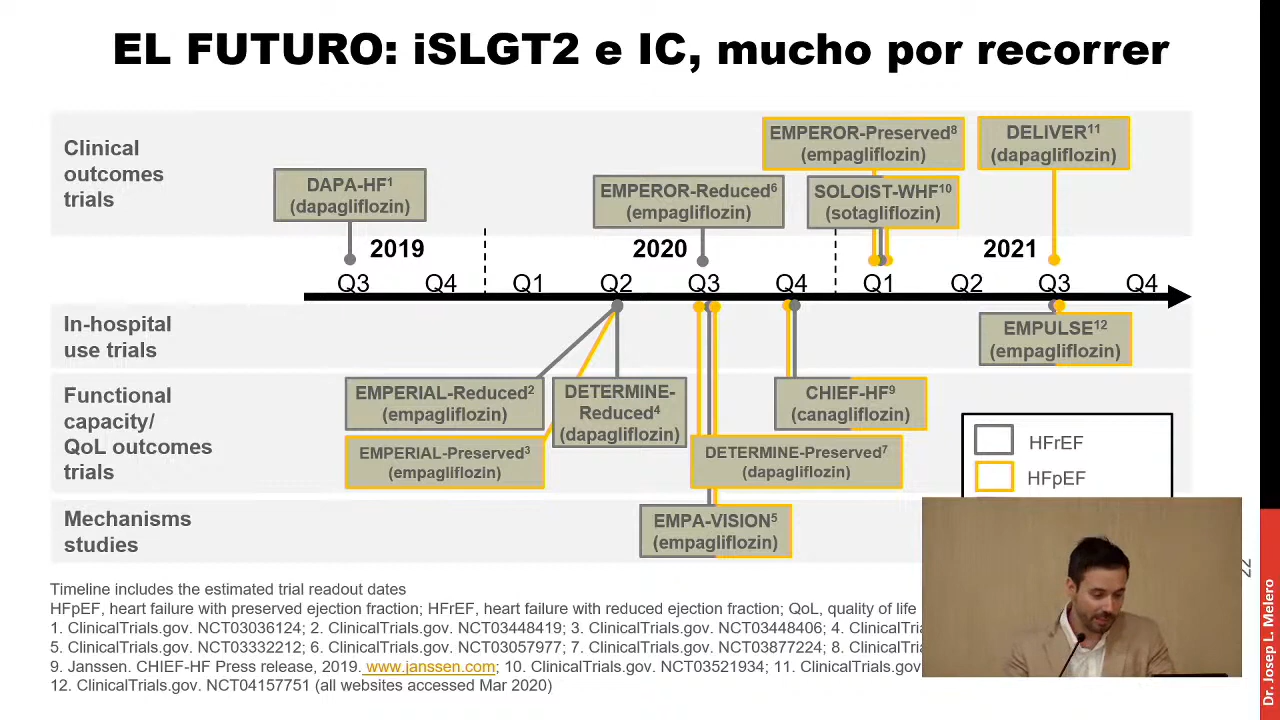 EL FUTURO: iSLGT2 e IC, mucho por recorrer
Clinical
outcomes
trials
DAPA-HF1
(dapagliflozin)
EMPEROR-Reduced6
(empagliflozin)
EMPEROR-Preserved8
(empagliflozin)
SOLOIST-WHF10
(sotagliflozin)
DELIVER11
(dapagliflozin)
2019
2020
2021
Q3
Q4
Q1
Q2
Q3
Q4
Q1
Q2
Q3
Q4
In-hospital
use trials
EMPULSE12
(empagliflozin)
Functional
capacity/
QoL outcomes
trials
EMPERIAL-Reduced2
(empagliflozin)
EMPERIAL-Preserved3
(empagliflozin)
DETERMINE-
Reduced4
(dapagliflozin)
DETERMINE-Preserved7
(dapagliflozin)
CHIEF-HF9
(canagliflozin)
HFrEF
HFpEF
Mechanisms
studies
EMPA-VISION5
(empagliflozin)
Timeline includes the estimated trial readout dates
HFpEF, heart failure with preserved ejection fraction; HFrEF, heart failure with reduced ejection fraction; QoL, quality of life
1. ClinicalTrials.gov. NCT03036124; 2. ClinicalTrials.gov. NCT03448419; 3. ClinicalTrials.gov. NCT03448406; 4.
5. ClinicalTrials.gov. NCT03332212; 6. ClinicalTrials.gov. NCT03057977; 7. ClinicalTrials.gov. NCT03877224; 8.
9. Janssen. CHIEF-HF Press release, 2019. www.janssen.com; 10. ClinicalTrials.gov. NCT03521934; 11. ClinicalTrials.gov.
12. ClinicalTrials.gov. NCT04157751 (all websites accessed Mar 2020)
22
Dr. Josep L. Melero